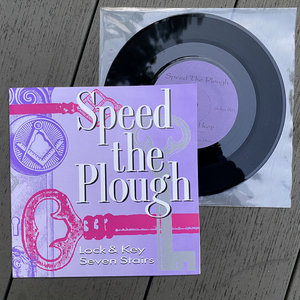 Speed
the
Plough
Lock & Key
Seven Stairs
Speed The Plough
Key